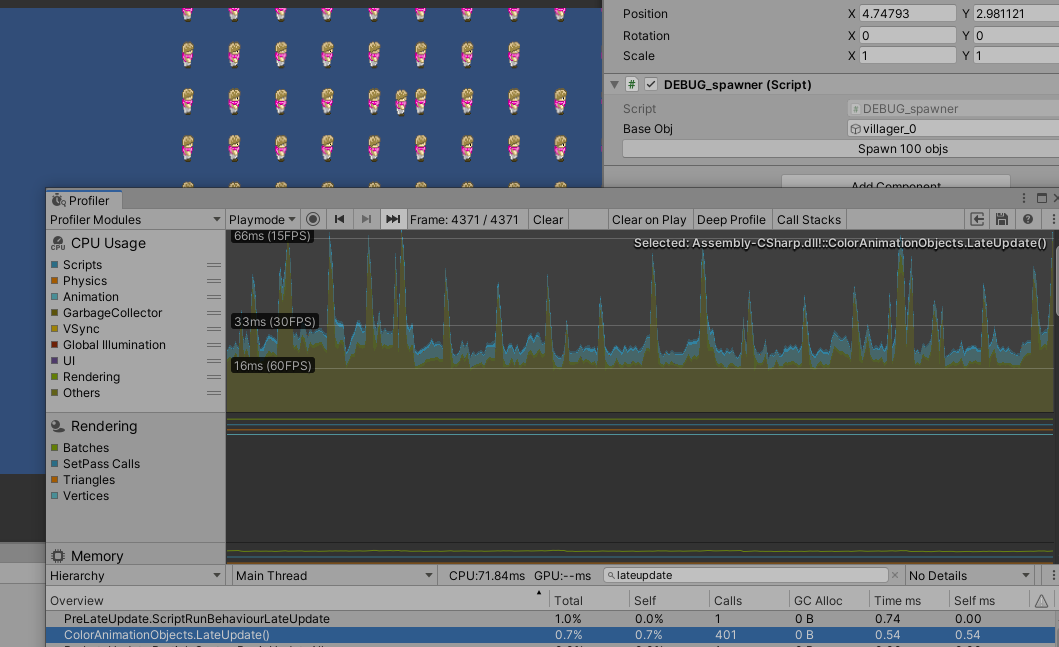 Position X 4.74793 Y 2.981121
Rotation X 0 Y 0
Scale X 1 Y 1
# DEBUG_spawner (Script)
Script # DEBUG_spawner
Base Obj villager_0
Spawn 100 objs
Add Component
Profiler
Profiler Modules Playmode Frame: 4371 / 4371 Clear Clear on Play Deep Profile Call Stacks
CPU Usage
Scripts
Physics
Animation
GarbageCollector
VSync
Global Illumination
UI
Rendering
Others
66ms (15FPS)
Selected: Assembly-CSharp.dll!::ColorAnimationObjects.LateUpdate()
33ms (30FPS)
16ms (60FPS)
Rendering
Batches
SetPass Calls
Triangles
Vertices
Memory
Hierarchy Main Thread CPU:71.84ms GPU:--ms lateupdate No Details
Overview Total Self Calls GC Alloc Time ms Self ms
PreLateUpdate.ScriptRunBehaviourLateUpdate 1.0% 0.0% 1 0 B 0.74 0.00
ColorAnimationObjects.LateUpdate() 0.7% 0.7% 401 0 B 0.54 0.54